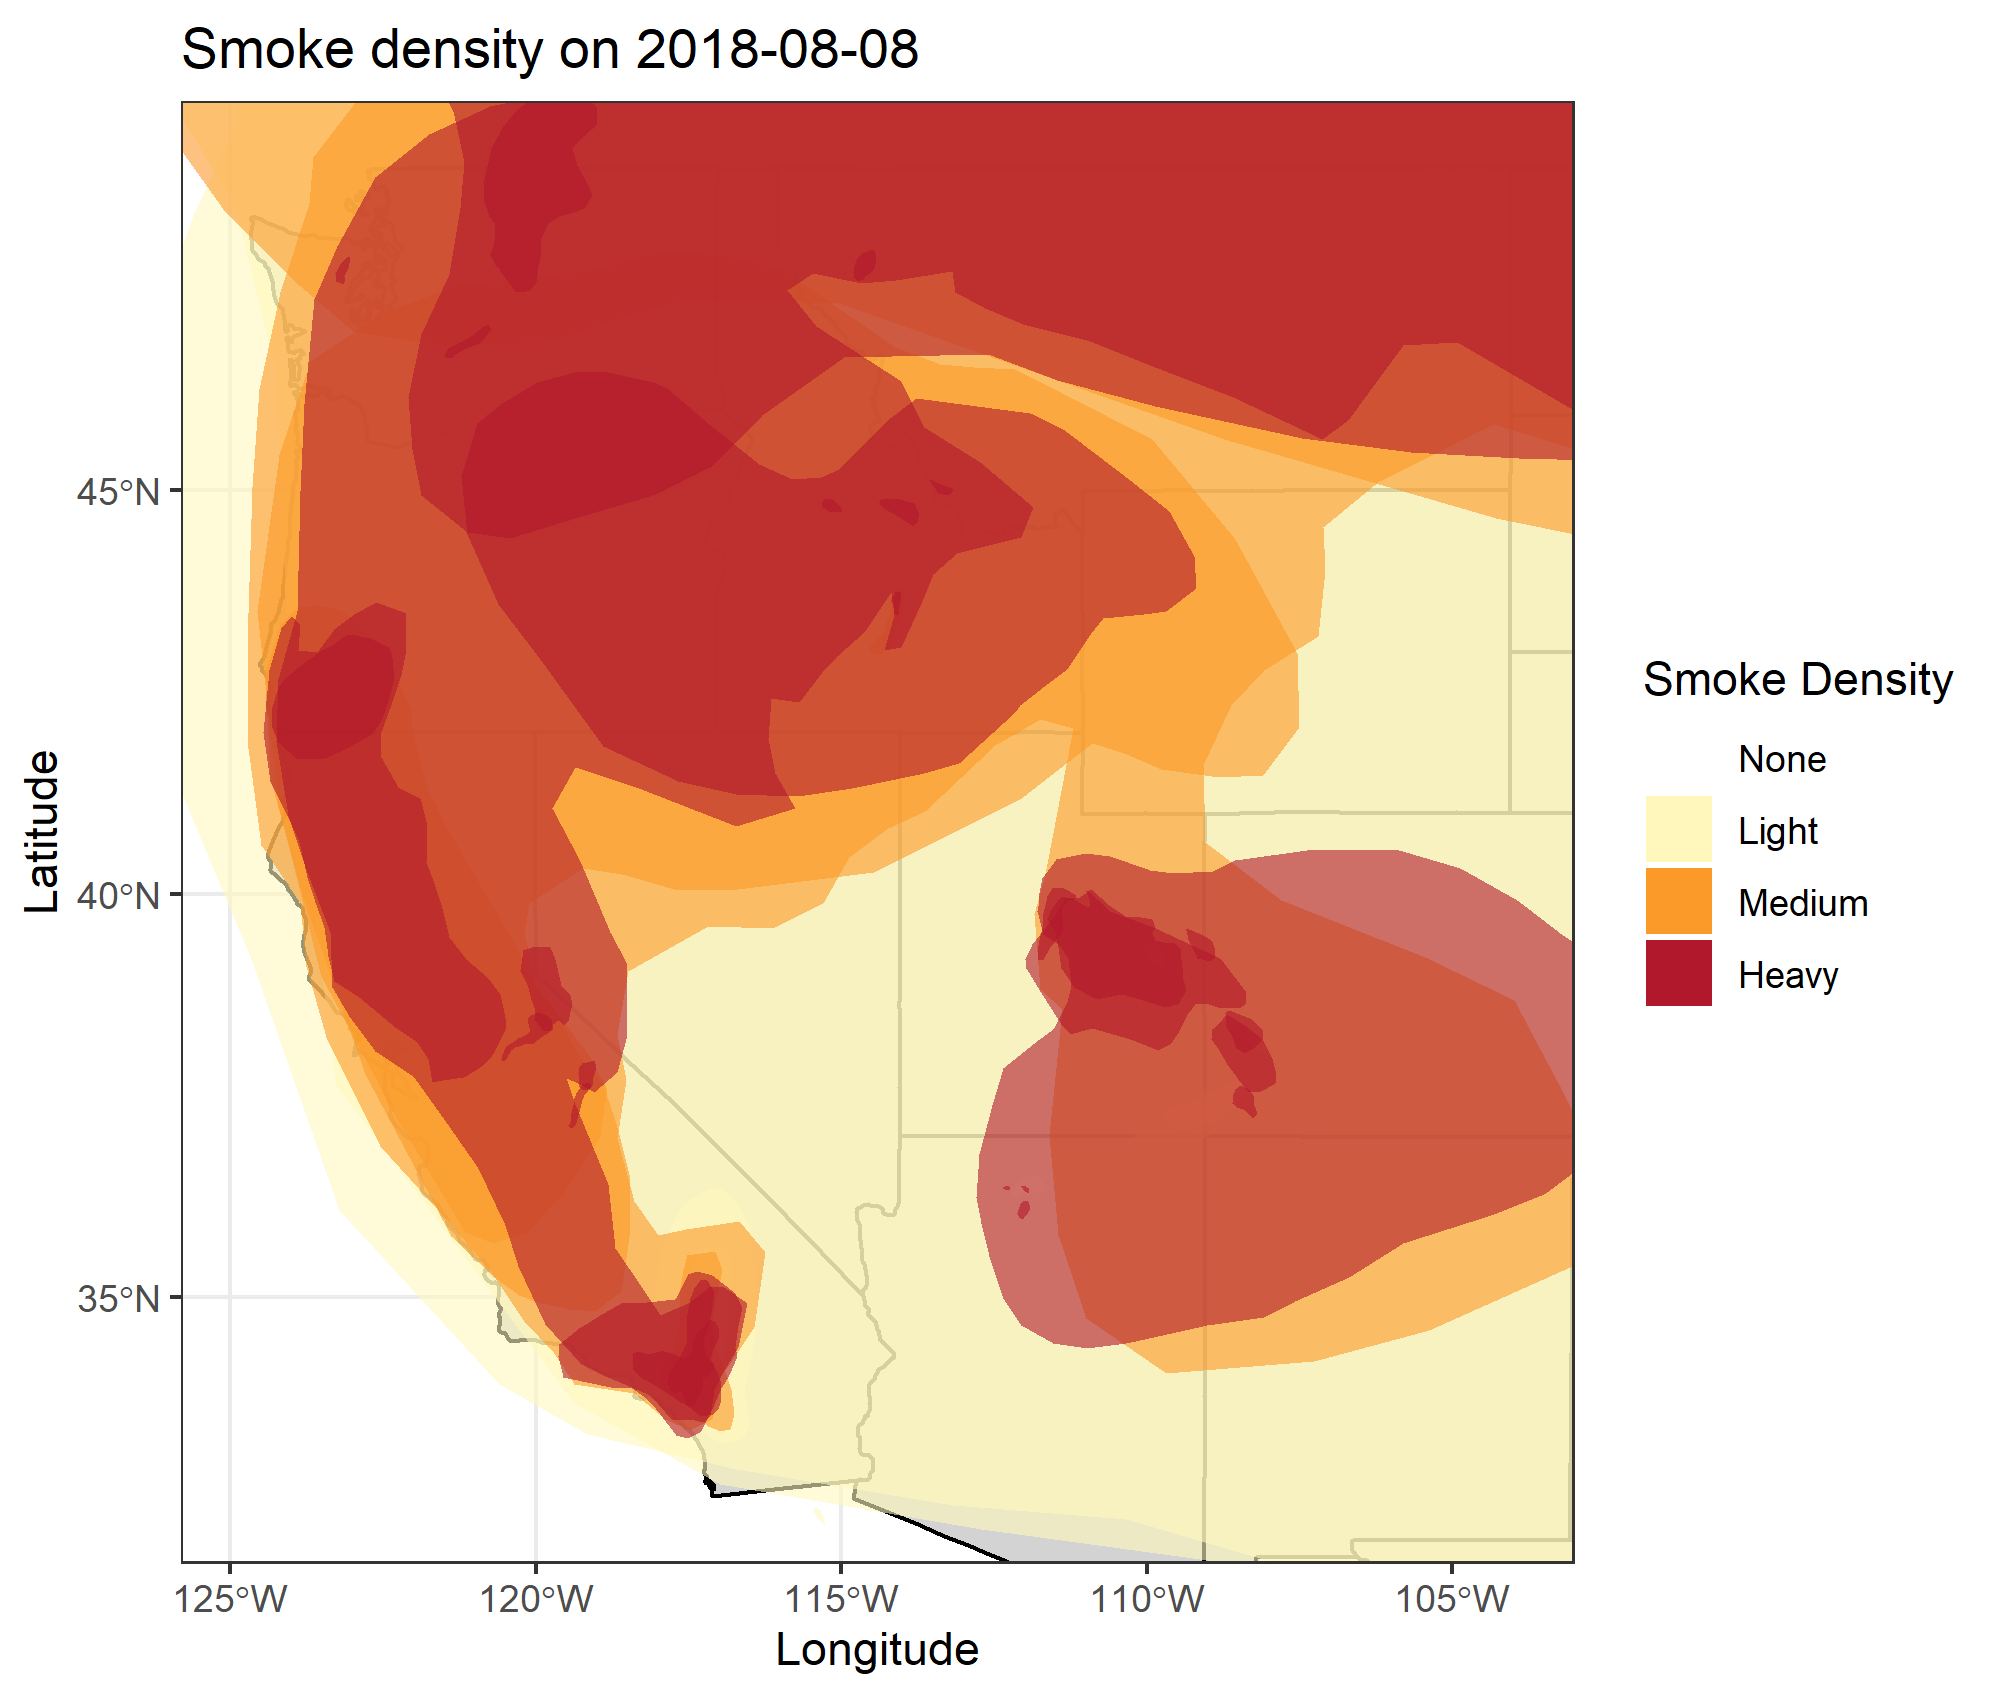 Smoke density on 2018-08-08
45°N
40°N
35°N
Latitude
125°W
120°W
115°W
110°W
105°W
Longitude
Smoke Density
None
Light
Medium
Heavy